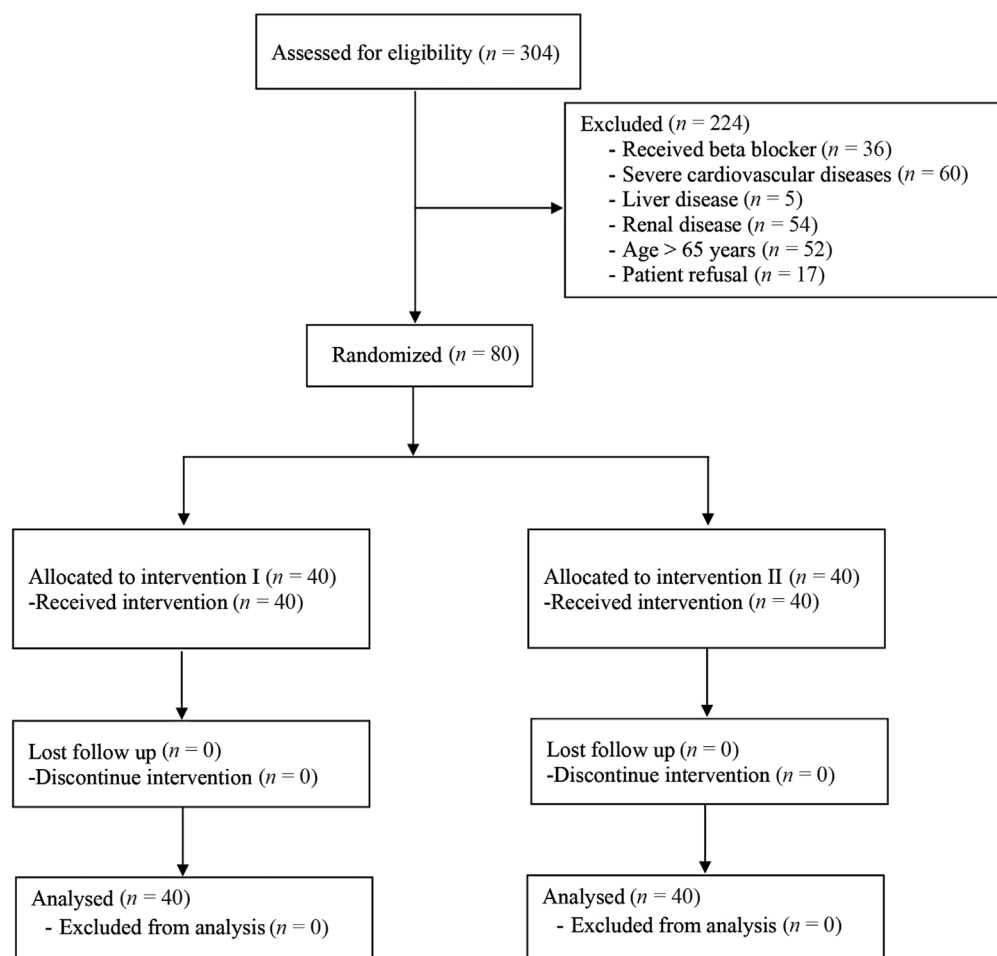 Assessed for eligibility (n = 304)
Excluded (n = 224)
- Received beta blocker (n = 36)
- Severe cardiovascular diseases (n = 60)
- Liver disease (n = 5)
- Renal disease (n = 54)
- Age > 65 years (n = 52)
- Patient refusal (n = 17)
Randomized (n = 80)
Allocated to intervention I (n = 40)
-Received intervention (n = 40)
Allocated to intervention II (n = 40)
-Received intervention (n = 40)
Lost follow up (n = 0)
-Discontinue intervention (n = 0)
Lost follow up (n = 0)
-Discontinue intervention (n = 0)
Analysed (n = 40)
- Excluded from analysis (n = 0)
Analysed (n = 40)
- Excluded from analysis (n = 0)